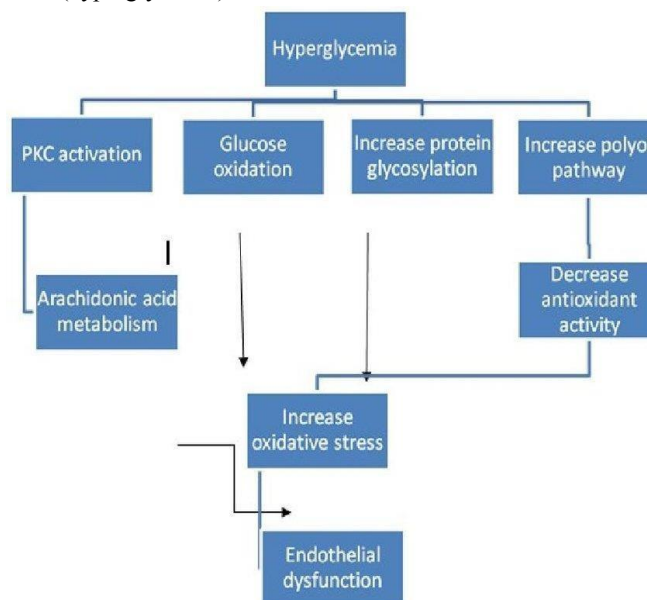 Hyperglycemia
PKC activation
Glucose
oxidation
Increase protein
glycosylation
Increase polyo
pathway
Arachidonic acid
metabolism
Decrease
antioxidant
activity
Increase
oxidative stress
Endothelial
dysfunction